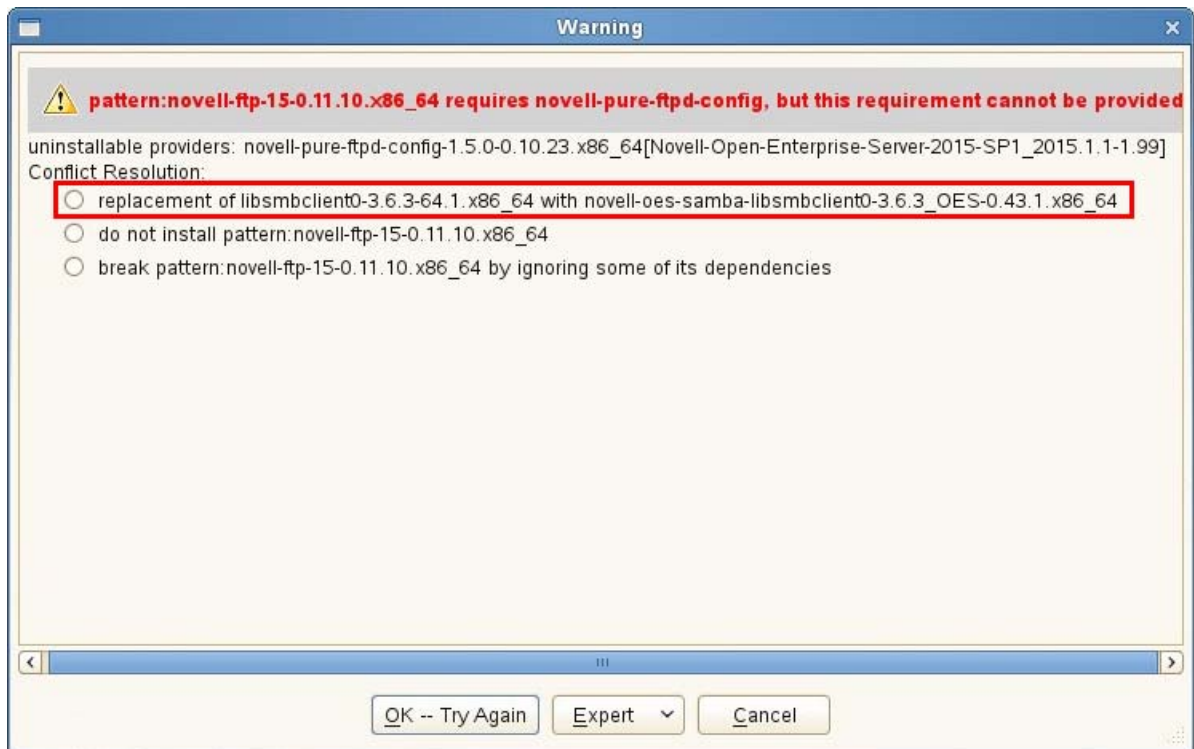 Warning
pattern:novell-ftp-15-0.11.10.x86_64 requires novell-pure-ftpd-config, but this requirement cannot be provided
uninstallable providers: novell-pure-ftpd-config-1.5.0-0.10.23.x86_64[Novell-Open-Enterprise-Server-2015-SP1_2015.1.1-1.99]
Conflict Resolution:
replacement of libsmbclient0-3.6.3-64.1.x86_64 with novell-oes-samba-libsmbclient0-3.6.3_OES-0.43.1.x86_64
do not install pattern:novell-ftp-15-0.11.10.x86_64
break pattern:novell-ftp-15-0.11.10.x86_64 by ignoring some of its dependencies
OK -- Try Again Expert Cancel